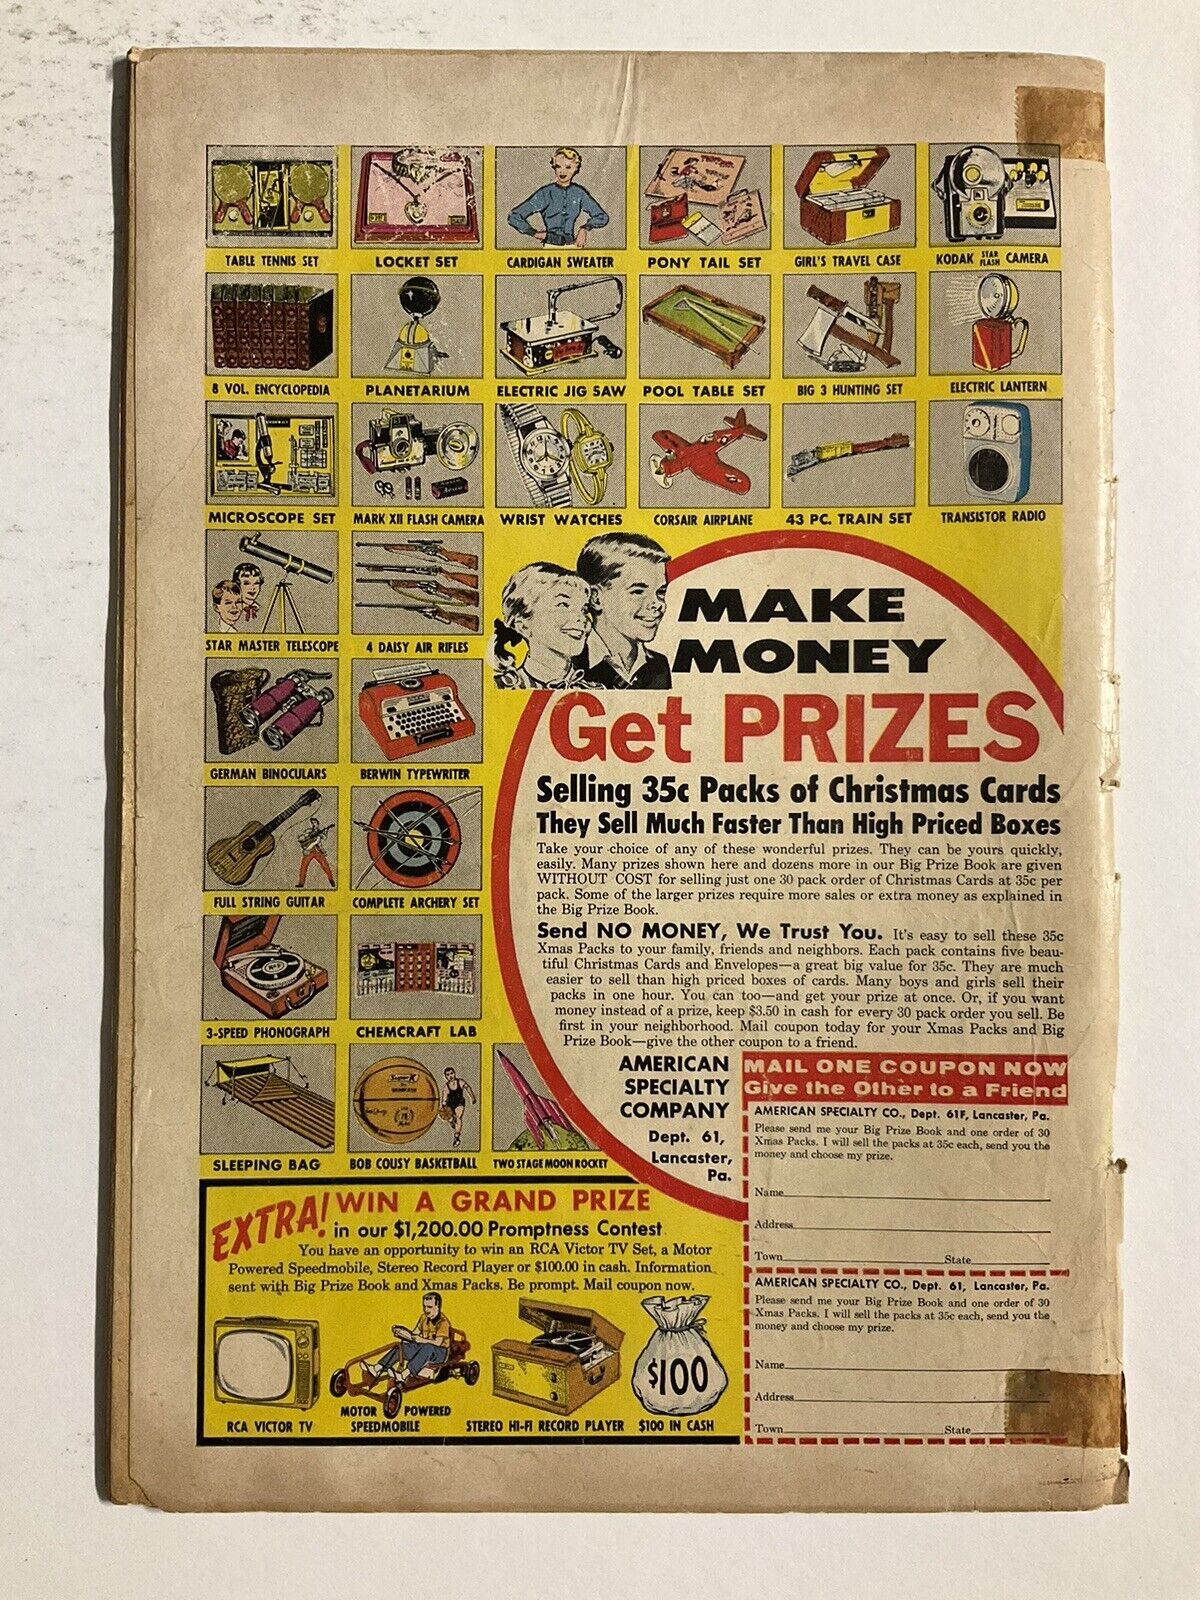 TABLE TENNIS SET
LOCKET SET
CARDIGAN SWEATER
PONY TAIL SET
GIRL'S TRAVEL CASE
KODAK STAR FLASH CAMERA
8 VOL. ENCYCLOPEDIA
PLANETARIUM
ELECTRIC JIG SAW
POOL TABLE SET
BIG 3 HUNTING SET
ELECTRIC LANTERN
MICROSCOPE SET
MARK XII FLASH CAMERA
WRIST WATCHES
CORSAIR AIRPLANE
43 PC. TRAIN SET
TRANSISTOR RADIO
STAR MASTER TELESCOPE
4 DAISY AIR RIFLES
GERMAN BINOCULARS
BERWIN TYPEWRITER
FULL STRING GUITAR
COMPLETE ARCHERY SET
3-SPEED PHONOGRAPH
CHEMCRAFT LAB
SLEEPING BAG
BOB COUSY BASKETBALL
TWO STAGE MOON ROCKET
MAKE
MONEY
Get PRIZES
Selling 35c Packs of Christmas Cards
They Sell Much Faster Than High Priced Boxes
Take your choice of any of these wonderful prizes. They can be yours quickly,
easily. Many prizes shown here and dozens more in our Big Prize Book are given
WITHOUT COST for selling just one 30 pack order of Christmas Cards at 35c per
pack. Some of the larger prizes require more sales or extra money as explained in
the Big Prize Book.
Send NO MONEY, We Trust You. It's easy to sell these 35c
Xmas Packs to your family, friends and neighbors. Each pack contains five beau-
tiful Christmas Cards and Envelopes—a great big value for 35c. They are much
easier to sell than high priced boxes of cards. Many boys and girls sell their
packs in one hour. You can too—and get your prize at once. Or, if you want
money instead of a prize, keep $3.50 in cash for every 30 pack order you sell. Be
first in your neighborhood. Mail coupon today for your Xmas Packs and Big
Prize Book—give the other coupon to a friend.
AMERICAN
SPECIALTY
COMPANY
Dept. 61,
Lancaster,
Pa.
MAIL ONE COUPON NOW
Give the Other to a Friend
AMERICAN SPECIALTY CO., Dept. 61F, Lancaster, Pa.
Please send me your Big Prize Book and one order of 30
Xmas Packs. I will sell the packs at 35c each, send you the
money and choose my prize.
Name
Address
Town State
AMERICAN SPECIALTY CO., Dept. 61, Lancaster, Pa.
Please send me your Big Prize Book and one order of 30
Xmas Packs. I will sell the packs at 35c each, send you the
money and choose my prize.
Name
Address
Town State
EXTRA! WIN A GRAND PRIZE
in our $1,200.00 Promptness Contest
You have an opportunity to win an RCA Victor TV Set, a Motor
Powered Speedmobile, Stereo Record Player or $100.00 in cash. Information
sent with Big Prize Book and Xmas Packs. Be prompt. Mail coupon now.
$100
RCA VICTOR TV
MOTOR POWERED
SPEEDMOBILE
STEREO HI-FI RECORD PLAYER
$100 IN CASH